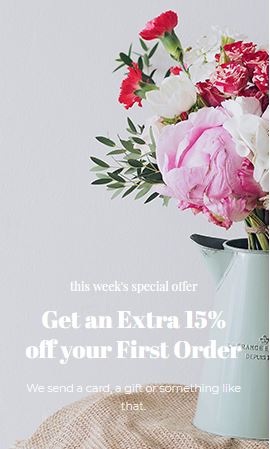 this week's special offer
Get an Extra 15%
off your First Order
We send a card, a gift or something like
that.
DEPUIS